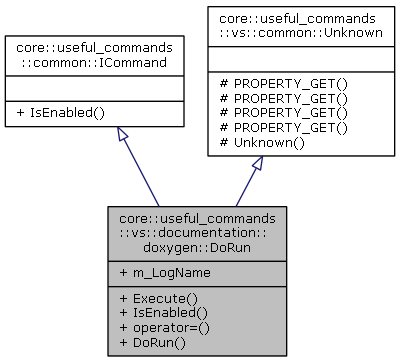 core::useful_commands
::common::ICommand
+ IsEnabled()
core::useful_commands
::vs::common::Unknown
# PROPERTY_GET()
# PROPERTY_GET()
# PROPERTY_GET()
# PROPERTY_GET()
# Unknown()
core::useful_commands
::vs::documentation::
doxygen::DoRun
+ m_LogName
+ Execute()
+ IsEnabled()
+ operator=()
+ DoRun()